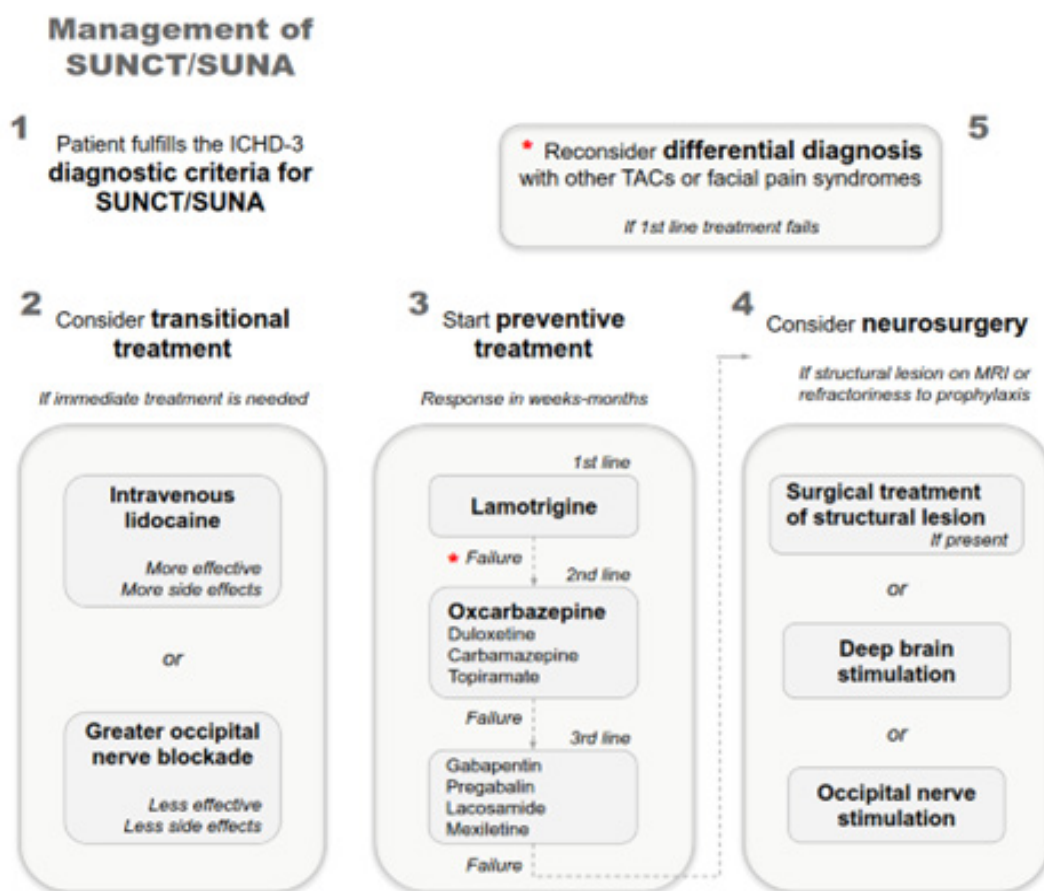 Management of
SUNCT/SUNA
1
Patient fulfills the ICHD-3
diagnostic criteria for
SUNCT/SUNA
5
* Reconsider differential diagnosis
with other TACs or facial pain syndromes
If 1st line treatment fails
2
Consider transitional
treatment
If immediate treatment is needed
Intravenous
lidocaine
More effective
More side effects
or
Greater occipital
nerve blockade
Less effective
Less side effects
3
Start preventive
treatment
Response in weeks-months
1st line
Lamotrigine
* Failure
2nd line
Oxcarbazepine
Duloxetine
Carbamazepine
Topiramate
Failure
3rd line
Gabapentin
Pregabalin
Lacosamide
Mexiletine
Failure
4
Consider neurosurgery
If structural lesion on MRI or
refractoriness to prophylaxis
Surgical treatment
of structural lesion
If present
or
Deep brain
stimulation
or
Occipital nerve
stimulation